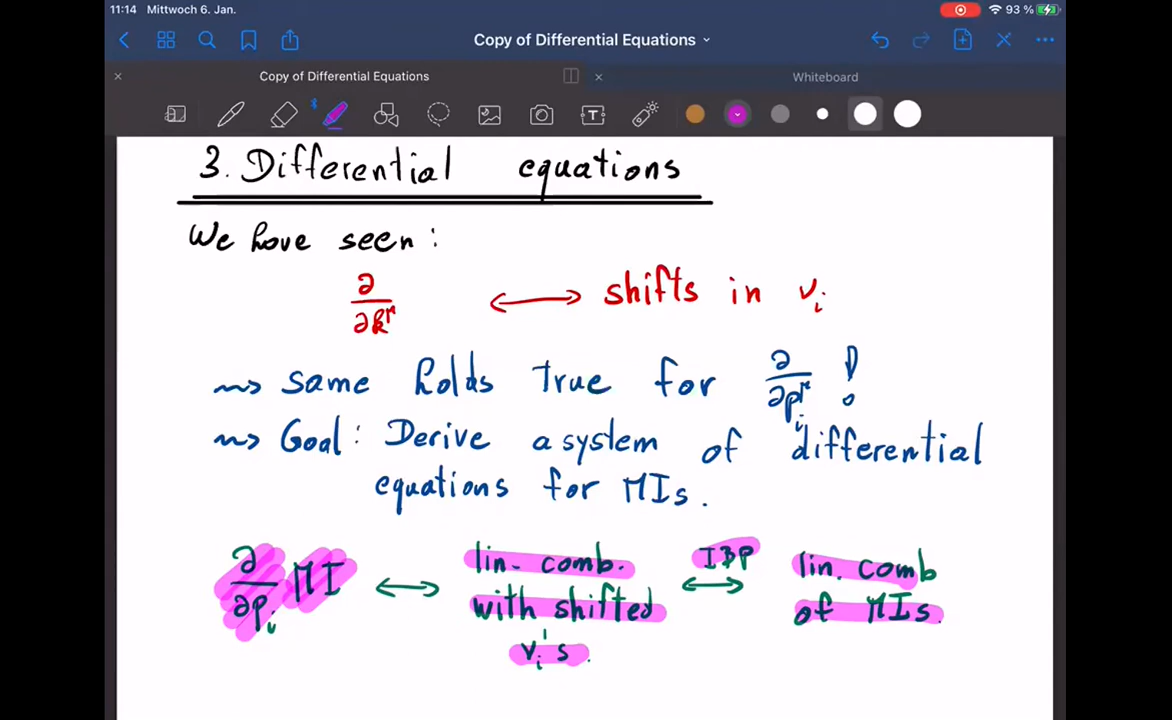 11:14 Mittwoch 6. Jan.
93 %
Copy of Differential Equations
Copy of Differential Equations
Whiteboard
3. Differential equations
We have seen:
∂/∂k^μ ⟷ shifts in ν_i
⇝ same holds true for ∂/∂p_i^μ !
⇝ Goal: Derive a system of differential
equations for MIs.
∂/∂p_i MI ⟷ lin. comb. with shifted ν_i's. ⟷ IBP lin. comb of MIs.